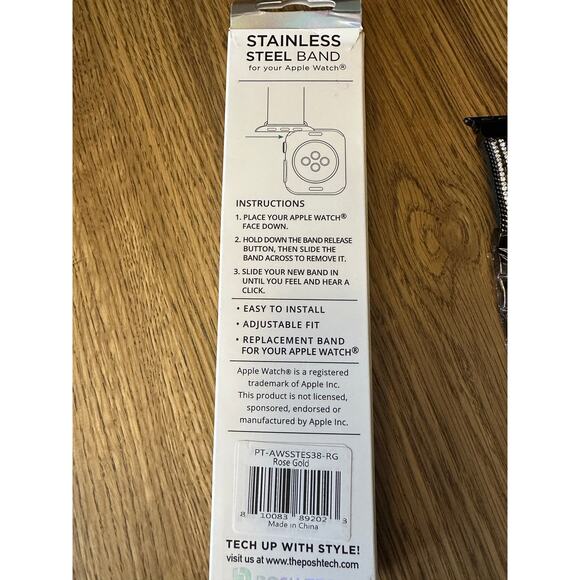 STAINLESS
STEEL BAND
for your Apple Watch®
INSTRUCTIONS
1. PLACE YOUR APPLE WATCH®
FACE DOWN.
2. HOLD DOWN THE BAND RELEASE
BUTTON, THEN SLIDE THE
BAND ACROSS TO REMOVE IT.
3. SLIDE YOUR NEW BAND IN
UNTIL YOU FEEL AND HEAR A
CLICK.
• EASY TO INSTALL
• ADJUSTABLE FIT
• REPLACEMENT BAND
FOR YOUR APPLE WATCH®
Apple Watch® is a registered
trademark of Apple Inc.
This product is not licensed,
sponsored, endorsed or
manufactured by Apple Inc.
PT-AWSSTES38-RG
Rose Gold
8 10083 89202 3
Made in China
TECH UP WITH STYLE!
visit us at www.theposhtech.com